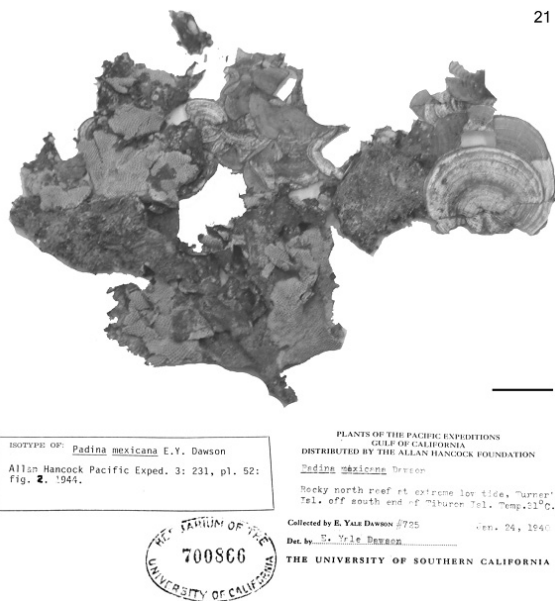 21
ISOTYPE OF: Padina mexicana E.Y. Dawson
Allan Hancock Pacific Exped. 3: 231, pl. 52:
fig. 2. 1944.
HERBARIUM OF THE
700866
UNIVERSITY OF CALIFORNIA
PLANTS OF THE PACIFIC EXPEDITIONS
GULF OF CALIFORNIA
DISTRIBUTED BY THE ALLAN HANCOCK FOUNDATION
Padina mexicana Dawson
Rocky north reef at extreme low tide, Turner'
Isl. off south end of Tiburon Isl. Temp.21°C.
Collected by E. YALE DAWSON #725 Jan. 24, 1940
Det. by E. Yale Dawson
THE UNIVERSITY OF SOUTHERN CALIFORNIA